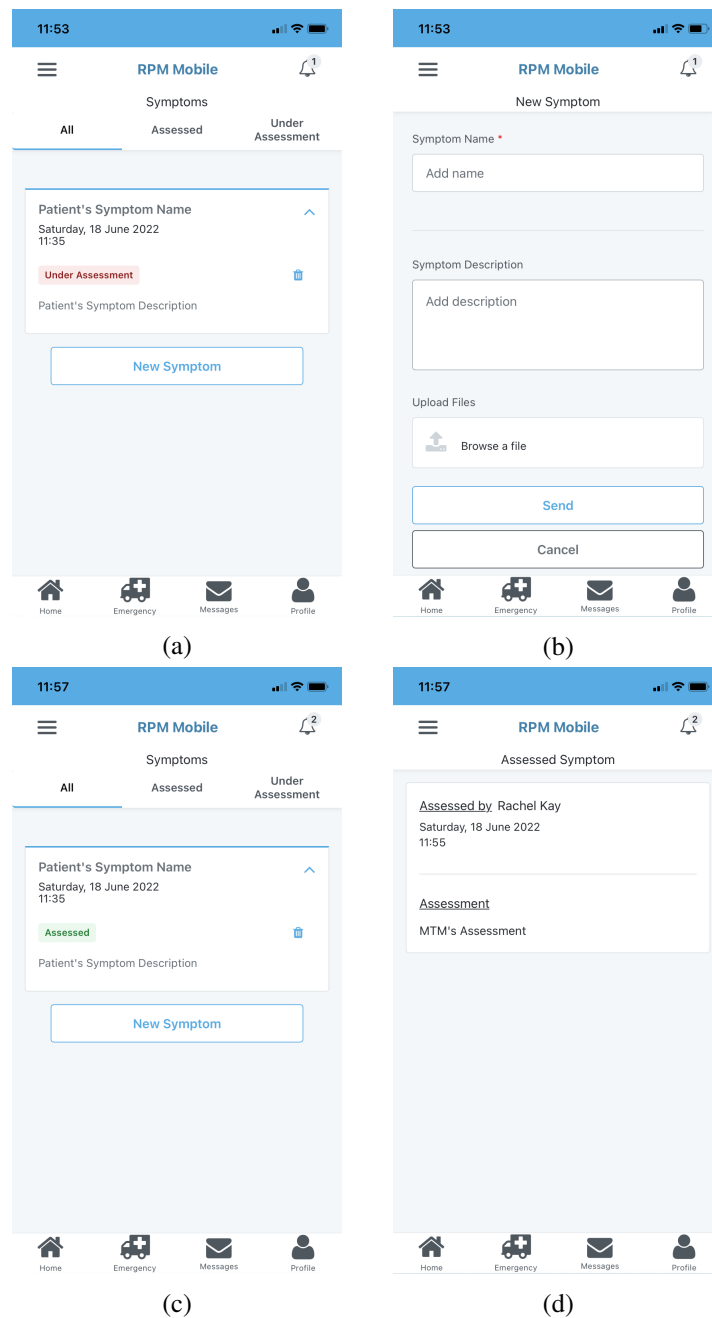 11:53
RPM Mobile
1
Symptoms
All
Assessed
Under
Assessment
Patient's Symptom Name
Saturday, 18 June 2022
11:35
Under Assessment
Patient's Symptom Description
New Symptom
Home
Emergency
Messages
Profile
(a)
11:53
RPM Mobile
1
New Symptom
Symptom Name *
Add name
Symptom Description
Add description
Upload Files
Browse a file
Send
Cancel
Home
Emergency
Messages
Profile
(b)
11:57
RPM Mobile
2
Symptoms
All
Assessed
Under
Assessment
Patient's Symptom Name
Saturday, 18 June 2022
11:35
Assessed
Patient's Symptom Description
New Symptom
Home
Emergency
Messages
Profile
(c)
11:57
RPM Mobile
2
Assessed Symptom
Assessed by Rachel Kay
Saturday, 18 June 2022
11:55
Assessment
MTM's Assessment
Home
Emergency
Messages
Profile
(d)